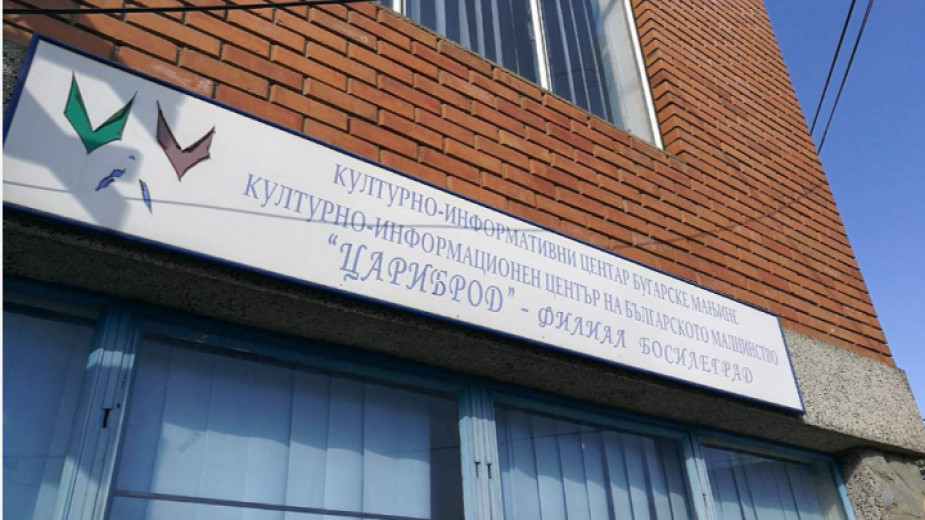 КУЛТУРНО-ИНФОРМАТИВНИ ЦЕНТАР БУГАРСКЕ МАЊИНЕ
КУЛТУРНО-ИНФОРМАЦИОНЕН ЦЕНТЪР НА БЪЛГАРСКОТО МАЛЦИНСТВО
"ЦАРИБРОД" - ФИЛИАЛ БОСИЛЕГРАД